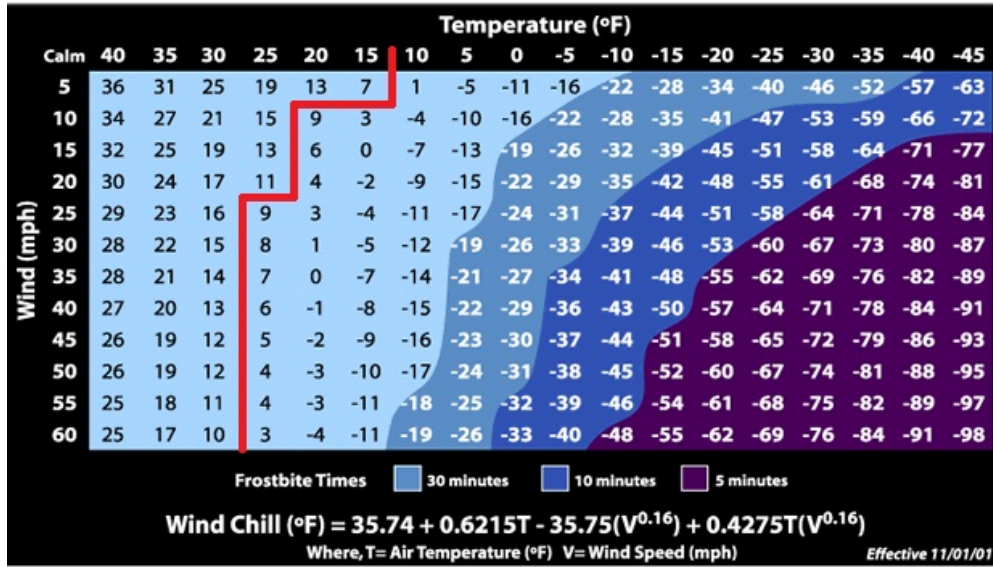 Temperature (ºF)
Calm 40 35 30 25 20 15 10 5 0 -5 -10 -15 -20 -25 -30 -35 -40 -45
5 36 31 25 19 13 7 1 -5 -11 -16 -22 -28 -34 -40 -46 -52 -57 -63
10 34 27 21 15 9 3 -4 -10 -16 -22 -28 -35 -41 -47 -53 -59 -66 -72
15 32 25 19 13 6 0 -7 -13 -19 -26 -32 -39 -45 -51 -58 -64 -71 -77
20 30 24 17 11 4 -2 -9 -15 -22 -29 -35 -42 -48 -55 -61 -68 -74 -81
25 29 23 16 9 3 -4 -11 -17 -24 -31 -37 -44 -51 -58 -64 -71 -78 -84
30 28 22 15 8 1 -5 -12 -19 -26 -33 -39 -46 -53 -60 -67 -73 -80 -87
35 28 21 14 7 0 -7 -14 -21 -27 -34 -41 -48 -55 -62 -69 -76 -82 -89
40 27 20 13 6 -1 -8 -15 -22 -29 -36 -43 -50 -57 -64 -71 -78 -84 -91
45 26 19 12 5 -2 -9 -16 -23 -30 -37 -44 -51 -58 -65 -72 -79 -86 -93
50 26 19 12 4 -3 -10 -17 -24 -31 -38 -45 -52 -60 -67 -74 -81 -88 -95
55 25 18 11 4 -3 -11 -18 -25 -32 -39 -46 -54 -61 -68 -75 -82 -89 -97
60 25 17 10 3 -4 -11 -19 -26 -33 -40 -48 -55 -62 -69 -76 -84 -91 -98
Wind (mph)
Frostbite Times 30 minutes 10 minutes 5 minutes
Wind Chill (ºF) = 35.74 + 0.6215T - 35.75(V^0.16) + 0.4275T(V^0.16)
Where, T= Air Temperature (ºF) V= Wind Speed (mph) Effective 11/01/01